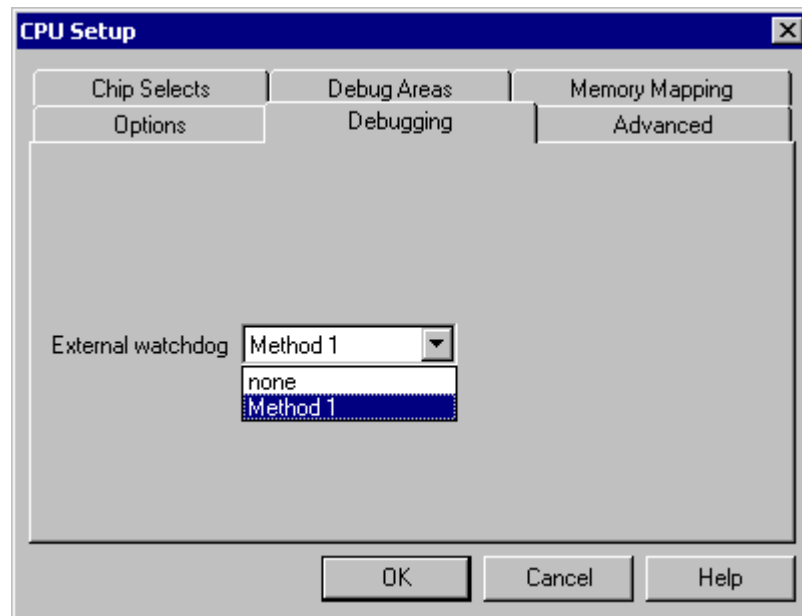 CPU Setup
Chip Selects Debug Areas Memory Mapping
Options Debugging Advanced
External watchdog Method 1
none
Method 1
OK Cancel Help